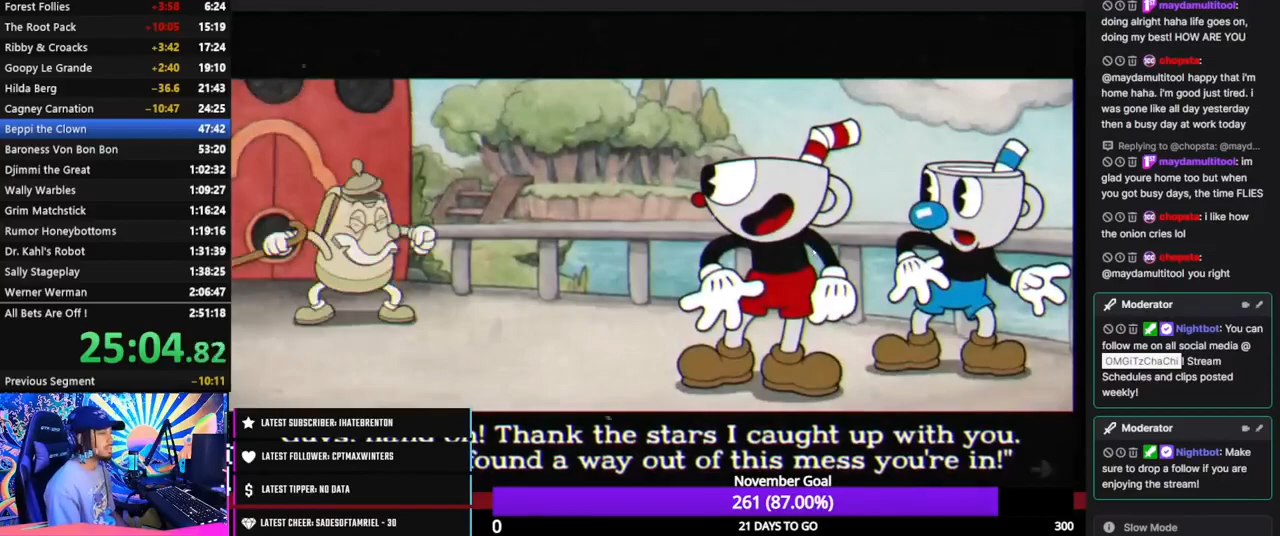 Forest Follies +3:58 6:24
The Root Pack +10:05 15:19
Ribby & Croacks +3:42 17:24
Goopy Le Grande +2:40 19:10
Hilda Berg -36.6 21:43
Cagney Carnation -10:47 24:25
Beppi the Clown 47:42
Baroness Von Bon Bon 53:20
Djimmi the Great 1:02:32
Wally Warbles 1:09:27
Grim Matchstick 1:16:24
Rumor Honeybottoms 1:19:16
Dr. Kahl's Robot 1:31:39
Sally Stageplay 1:38:25
Werner Werman 2:06:47
All Bets Are Off ! 2:51:18
25:04.82
Previous Segment -10:11
LATEST SUBSCRIBER: IHATEBRENTON
LATEST FOLLOWER: CPTMAXWINTERS
LATEST TIPPER: NO DATA
LATEST CHEER: SADESOFTAMRIEL - 30
on! Thank the stars I caught up with you.
found a way out of this mess you're in!"
November Goal
261 (87.00%)
0 21 DAYS TO GO 300
maydamultitool:
doing alright haha life goes on,
doing my best! HOW ARE YOU
chopsta:
@maydamultitool happy that i'm
home haha. i'm good just tired. i
was gone like all day yesterday
then a busy day at work today
Replying to @chopsta: @mayd...
maydamultitool: im
glad youre home too but when
you got busy days, the time FLIES
chopsta: i like how
the onion cries lol
chopsta:
@maydamultitool you right
Moderator
Nightbot: You can
follow me on all social media @
OMGiTzChaChi ! Stream
Schedules and clips posted
weekly!
Moderator
Nightbot: Make
sure to drop a follow if you are
enjoying the stream!
Slow Mode